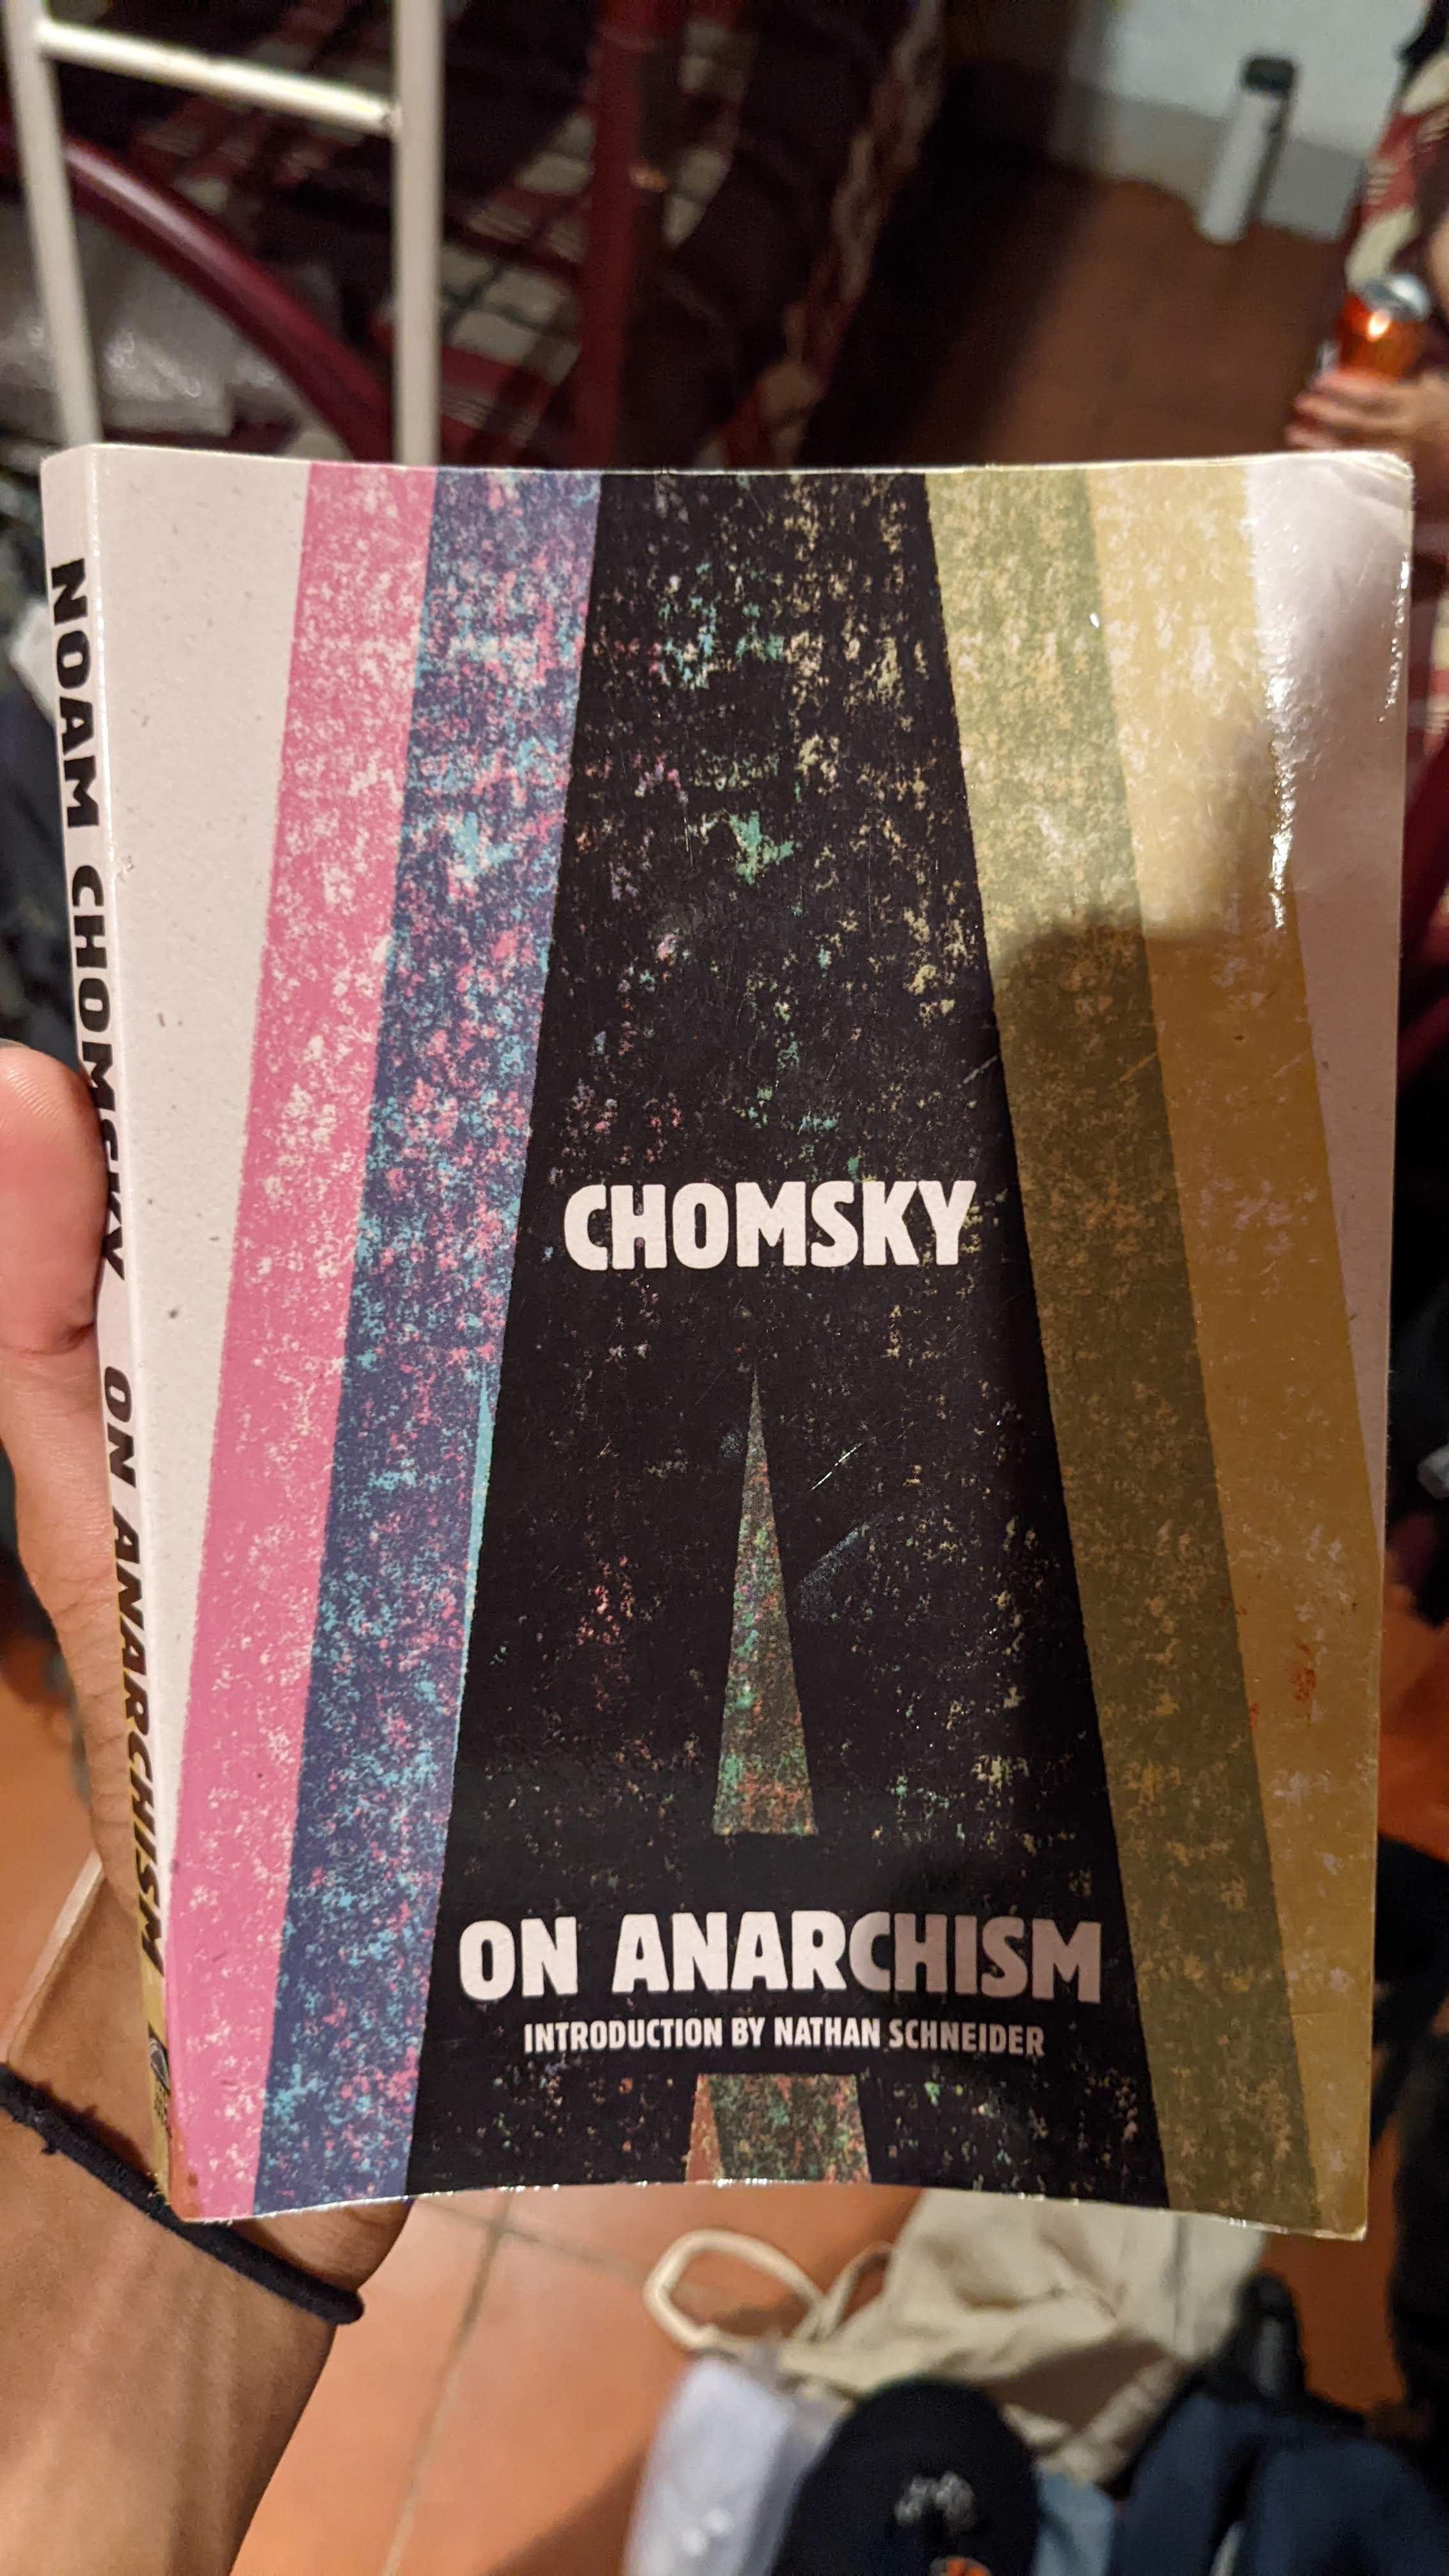 NOAM CHOMSKY ON ANARCHISM
CHOMSKY
ON ANARCHISM
INTRODUCTION BY NATHAN SCHNEIDER